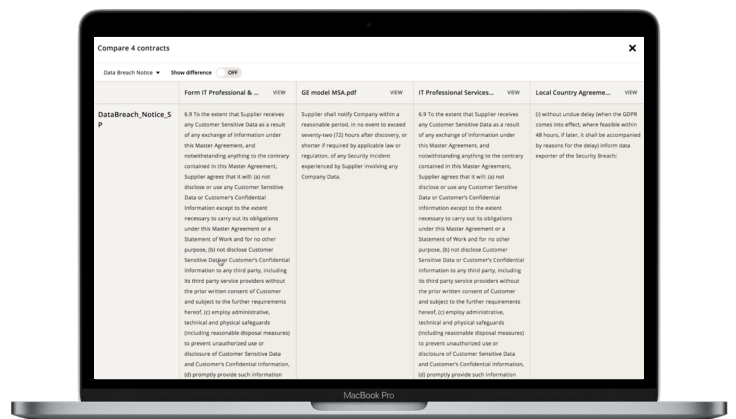 Compare 4 contracts
Data Breach Notice
Show difference OFF
Form IT Professional & ... VIEW
GE model MSA.pdf VIEW
IT Professional Services... VIEW
Local Country Agreeme... VIEW
DataBreach_Notice_S
P
6.9 To the extent that Supplier receives
any Customer Sensitive Data as a result
of any exchange of information under
this Master Agreement, and
notwithstanding anything to the contrary
contained in this Master Agreement,
Supplier agrees that it will: (a) not
disclose or use any Customer Sensitive
Data or Customer's Confidential
Information except to the extent
necessary to carry out its obligations
under this Master Agreement or a
Statement of Work and for no other
purpose, (b) not disclose Customer
Sensitive Data or Customer's Confidential
Information to any third party, including
its third party service providers without
the prior written consent of Customer
and subject to the further requirements
hereof, (c) employ administrative,
technical and physical safeguards
(including reasonable disposal measures)
to prevent unauthorized use or
disclosure of Customer Sensitive Data
and Customer's Confidential Information,
(d) promptly provide such information
Supplier shall notify Company within a
reasonable period, in no event to exceed
seventy-two (72) hours after discovery, or
shorter if required by applicable law or
regulation, of any Security Incident
experienced by Supplier involving any
Company Data.
6.9 To the extent that Supplier receives
any Customer Sensitive Data as a result
of any exchange of information under
this Master Agreement, and
notwithstanding anything to the contrary
contained in this Master Agreement,
Supplier agrees that it will: (a) not
disclose or use any Customer Sensitive
Data or Customer's Confidential
Information except to the extent
necessary to carry out its obligations
under this Master Agreement or a
Statement of Work and for no other
purpose, (b) not disclose Customer
Sensitive Data or Customer's Confidential
Information to any third party, including
its third party service providers without
the prior written consent of Customer
and subject to the further requirements
hereof, (c) employ administrative,
technical and physical safeguards
(including reasonable disposal measures)
to prevent unauthorized use or
disclosure of Customer Sensitive Data
and Customer's Confidential Information,
(d) promptly provide such information
(i) without undue delay (when the GDPR
comes into effect, where feasible within
48 hours, if later, it shall be accompanied
by reasons for the delay) inform data
exporter of the Security Breach;
MacBook Pro